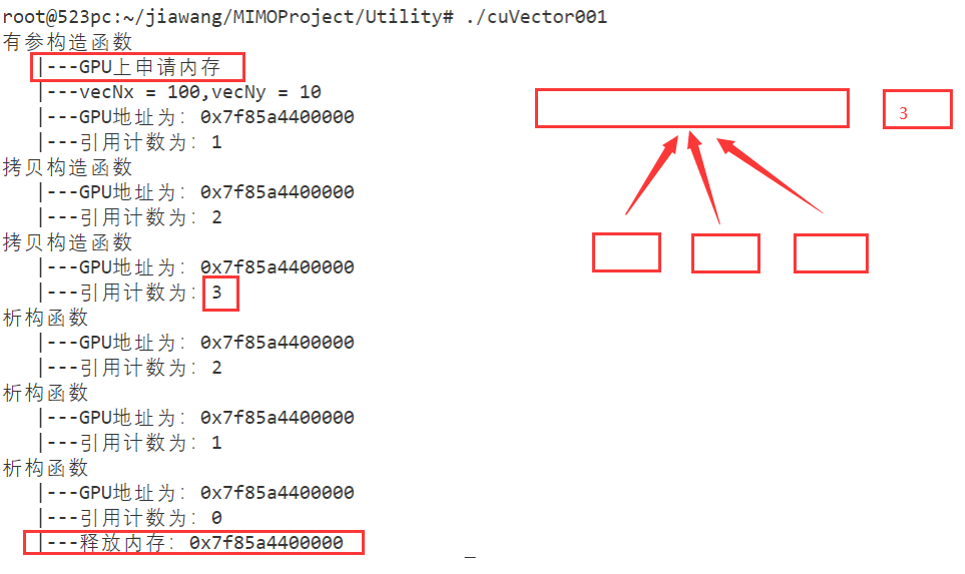 root@523pc:~/jiawang/MIMOProject/Utility# ./cuVector001
有参构造函数
|---GPU上申请内存
|---vecNx = 100,vecNy = 10
|---GPU地址为: 0x7f85a4400000
|---引用计数为: 1
拷贝构造函数
|---GPU地址为: 0x7f85a4400000
|---引用计数为: 2
拷贝构造函数
|---GPU地址为: 0x7f85a4400000
|---引用计数为: 3
析构函数
|---GPU地址为: 0x7f85a4400000
|---引用计数为: 2
析构函数
|---GPU地址为: 0x7f85a4400000
|---引用计数为: 1
析构函数
|---GPU地址为: 0x7f85a4400000
|---引用计数为: 0
|---释放内存: 0x7f85a4400000
3